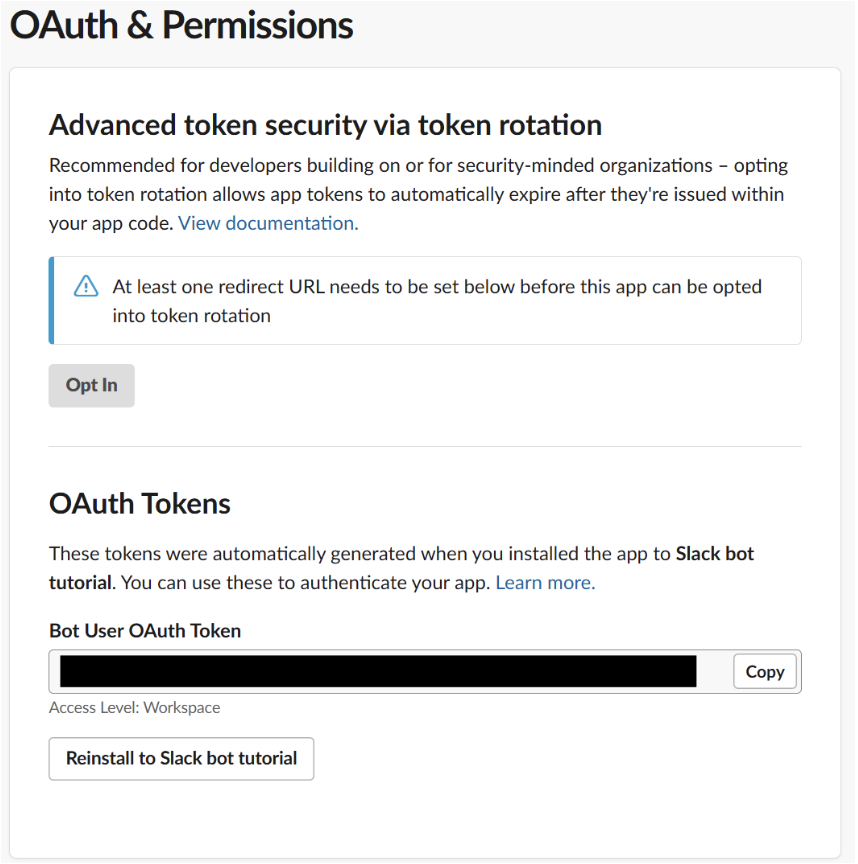 OAuth & Permissions
Advanced token security via token rotation
Recommended for developers building on or for security-minded organizations – opting
into token rotation allows app tokens to automatically expire after they're issued within
your app code. View documentation.
At least one redirect URL needs to be set below before this app can be opted
into token rotation
Opt In
OAuth Tokens
These tokens were automatically generated when you installed the app to Slack bot
tutorial. You can use these to authenticate your app. Learn more.
Bot User OAuth Token
Copy
Access Level: Workspace
Reinstall to Slack bot tutorial